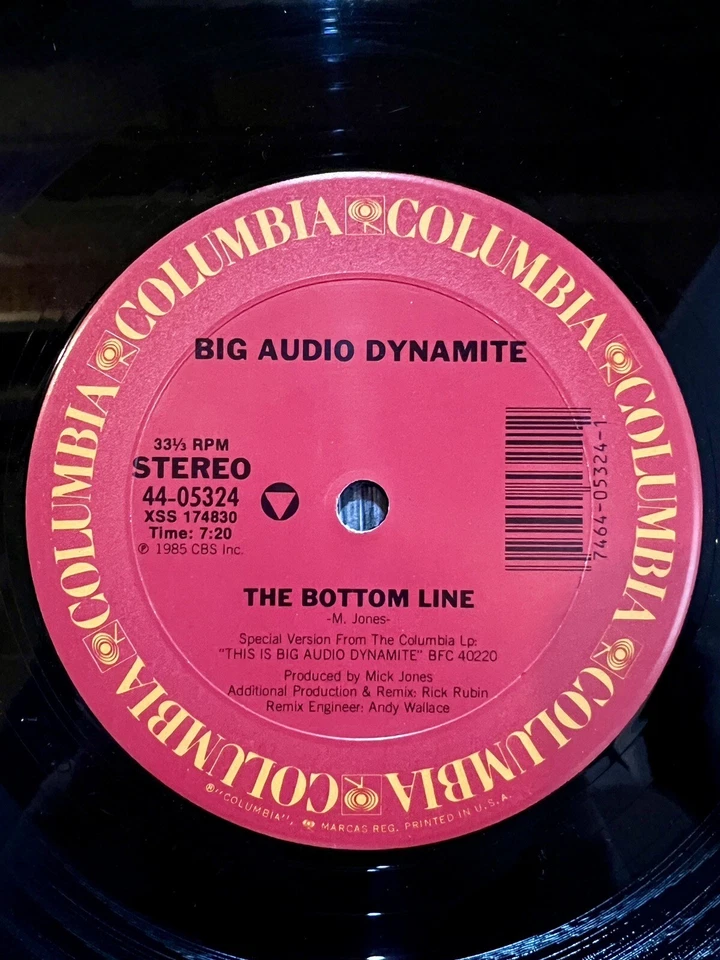 COLUMBIA COLUMBIA COLUMBIA COLUMBIA COLUMBIA COLUMBIA
BIG AUDIO DYNAMITE
33⅓ RPM
STEREO
44-05324
XSS 174830
Time: 7:20
℗ 1985 CBS Inc.
7464-05324-1
THE BOTTOM LINE
-M. Jones-
Special Version From The Columbia Lp:
"THIS IS BIG AUDIO DYNAMITE" BFC 40220
Produced by Mick Jones
Additional Production & Remix: Rick Rubin
Remix Engineer: Andy Wallace
®"COLUMBIA", MARCAS REG. PRINTED IN U.S.A.